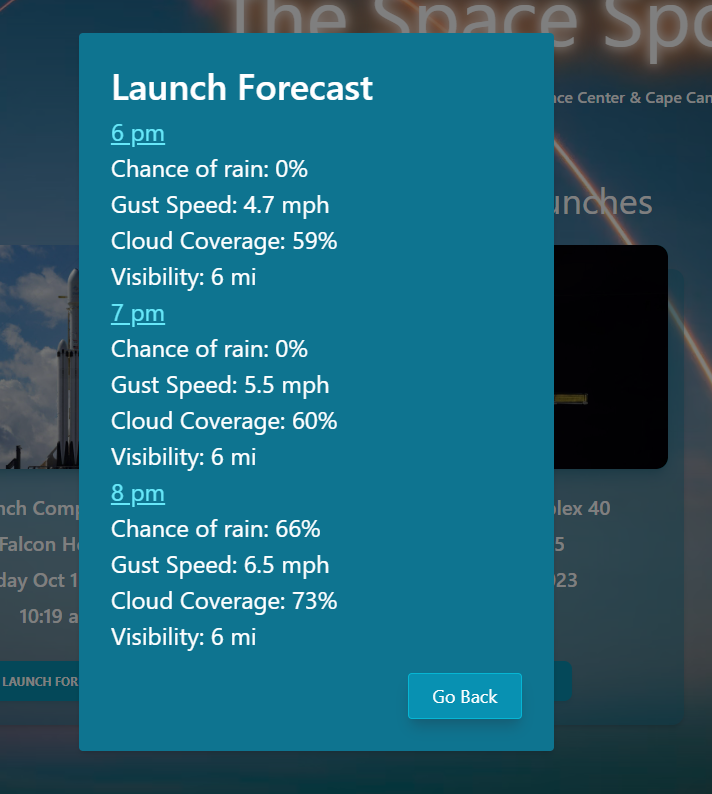 The Space Spo
Launch Forecast
nce Center & Cape Can
6 pm
Chance of rain: 0%
Gust Speed: 4.7 mph
unches
Cloud Coverage: 59%
Visibility: 6 mi
7 pm
Chance of rain: 0%
Gust Speed: 5.5 mph
Cloud Coverage: 60%
Visibility: 6 mi
8 pm
nch Comp
plex 40
Chance of rain: 66%
Falcon He
5
Gust Speed: 6.5 mph
day Oct 1
023
Cloud Coverage: 73%
10:19 a
Visibility: 6 mi
LAUNCH FOR
Go Back